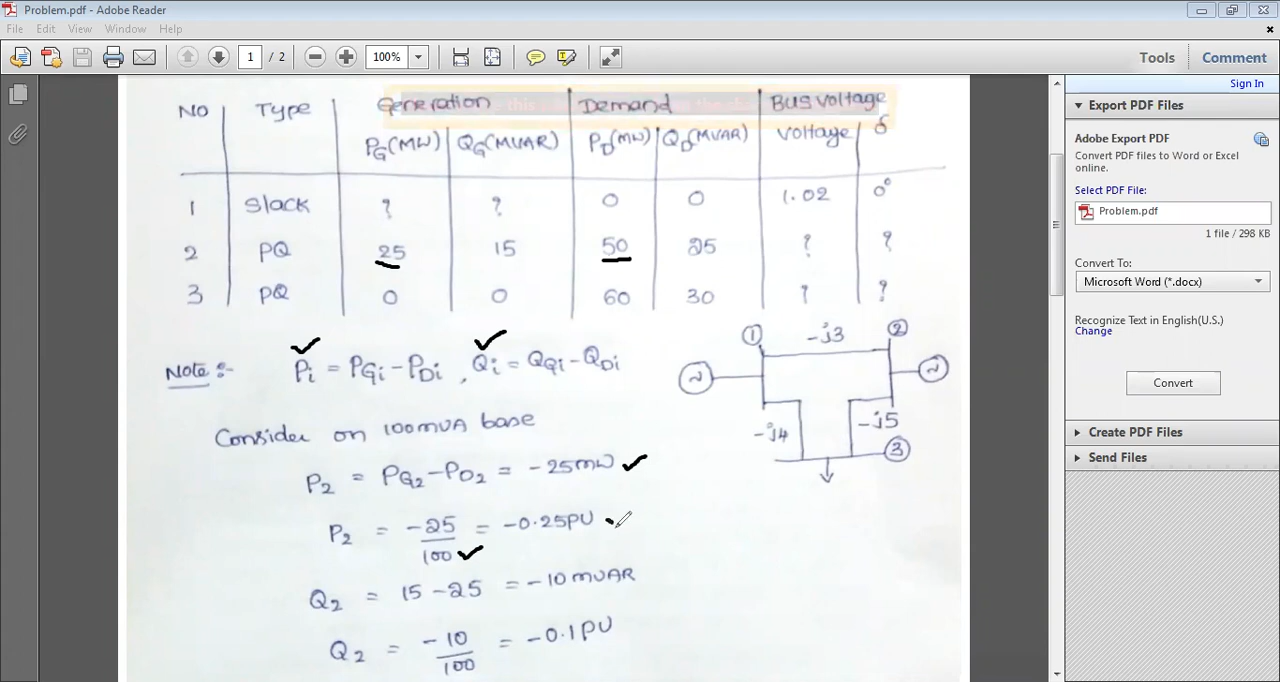 Problem.pdf - Adobe Reader
File Edit View Window Help
1 / 2 100% Tools Comment
Sign In
Export PDF Files
Adobe Export PDF
Convert PDF files to Word or Excel
online.
Select PDF File:
Problem.pdf
1 file / 298 KB
Convert To:
Microsoft Word (*.docx)
Recognize Text in English(U.S.)
Change
Convert
Create PDF Files
Send Files
NO Type Generation Demand Bus voltage
PG(MW) QG(MVAR) PD(MW) QD(MVAR) voltage δ
1 Slack ? ? 0 0 1.02 0°
2 PQ 25 15 50 25 ? ?
3 PQ 0 0 60 30 ? ?
Note :- Pi = PGi - PDi , Qi = QGi - QDi
Consider on 100MVA base
P2 = PG2 - PD2 = -25MW
P2 = -25/100 = -0.25PU
Q2 = 15 - 25 = -10 MVAR
Q2 = -10/100 = -0.1PU
1 -j3 2
-j4 -j5
3